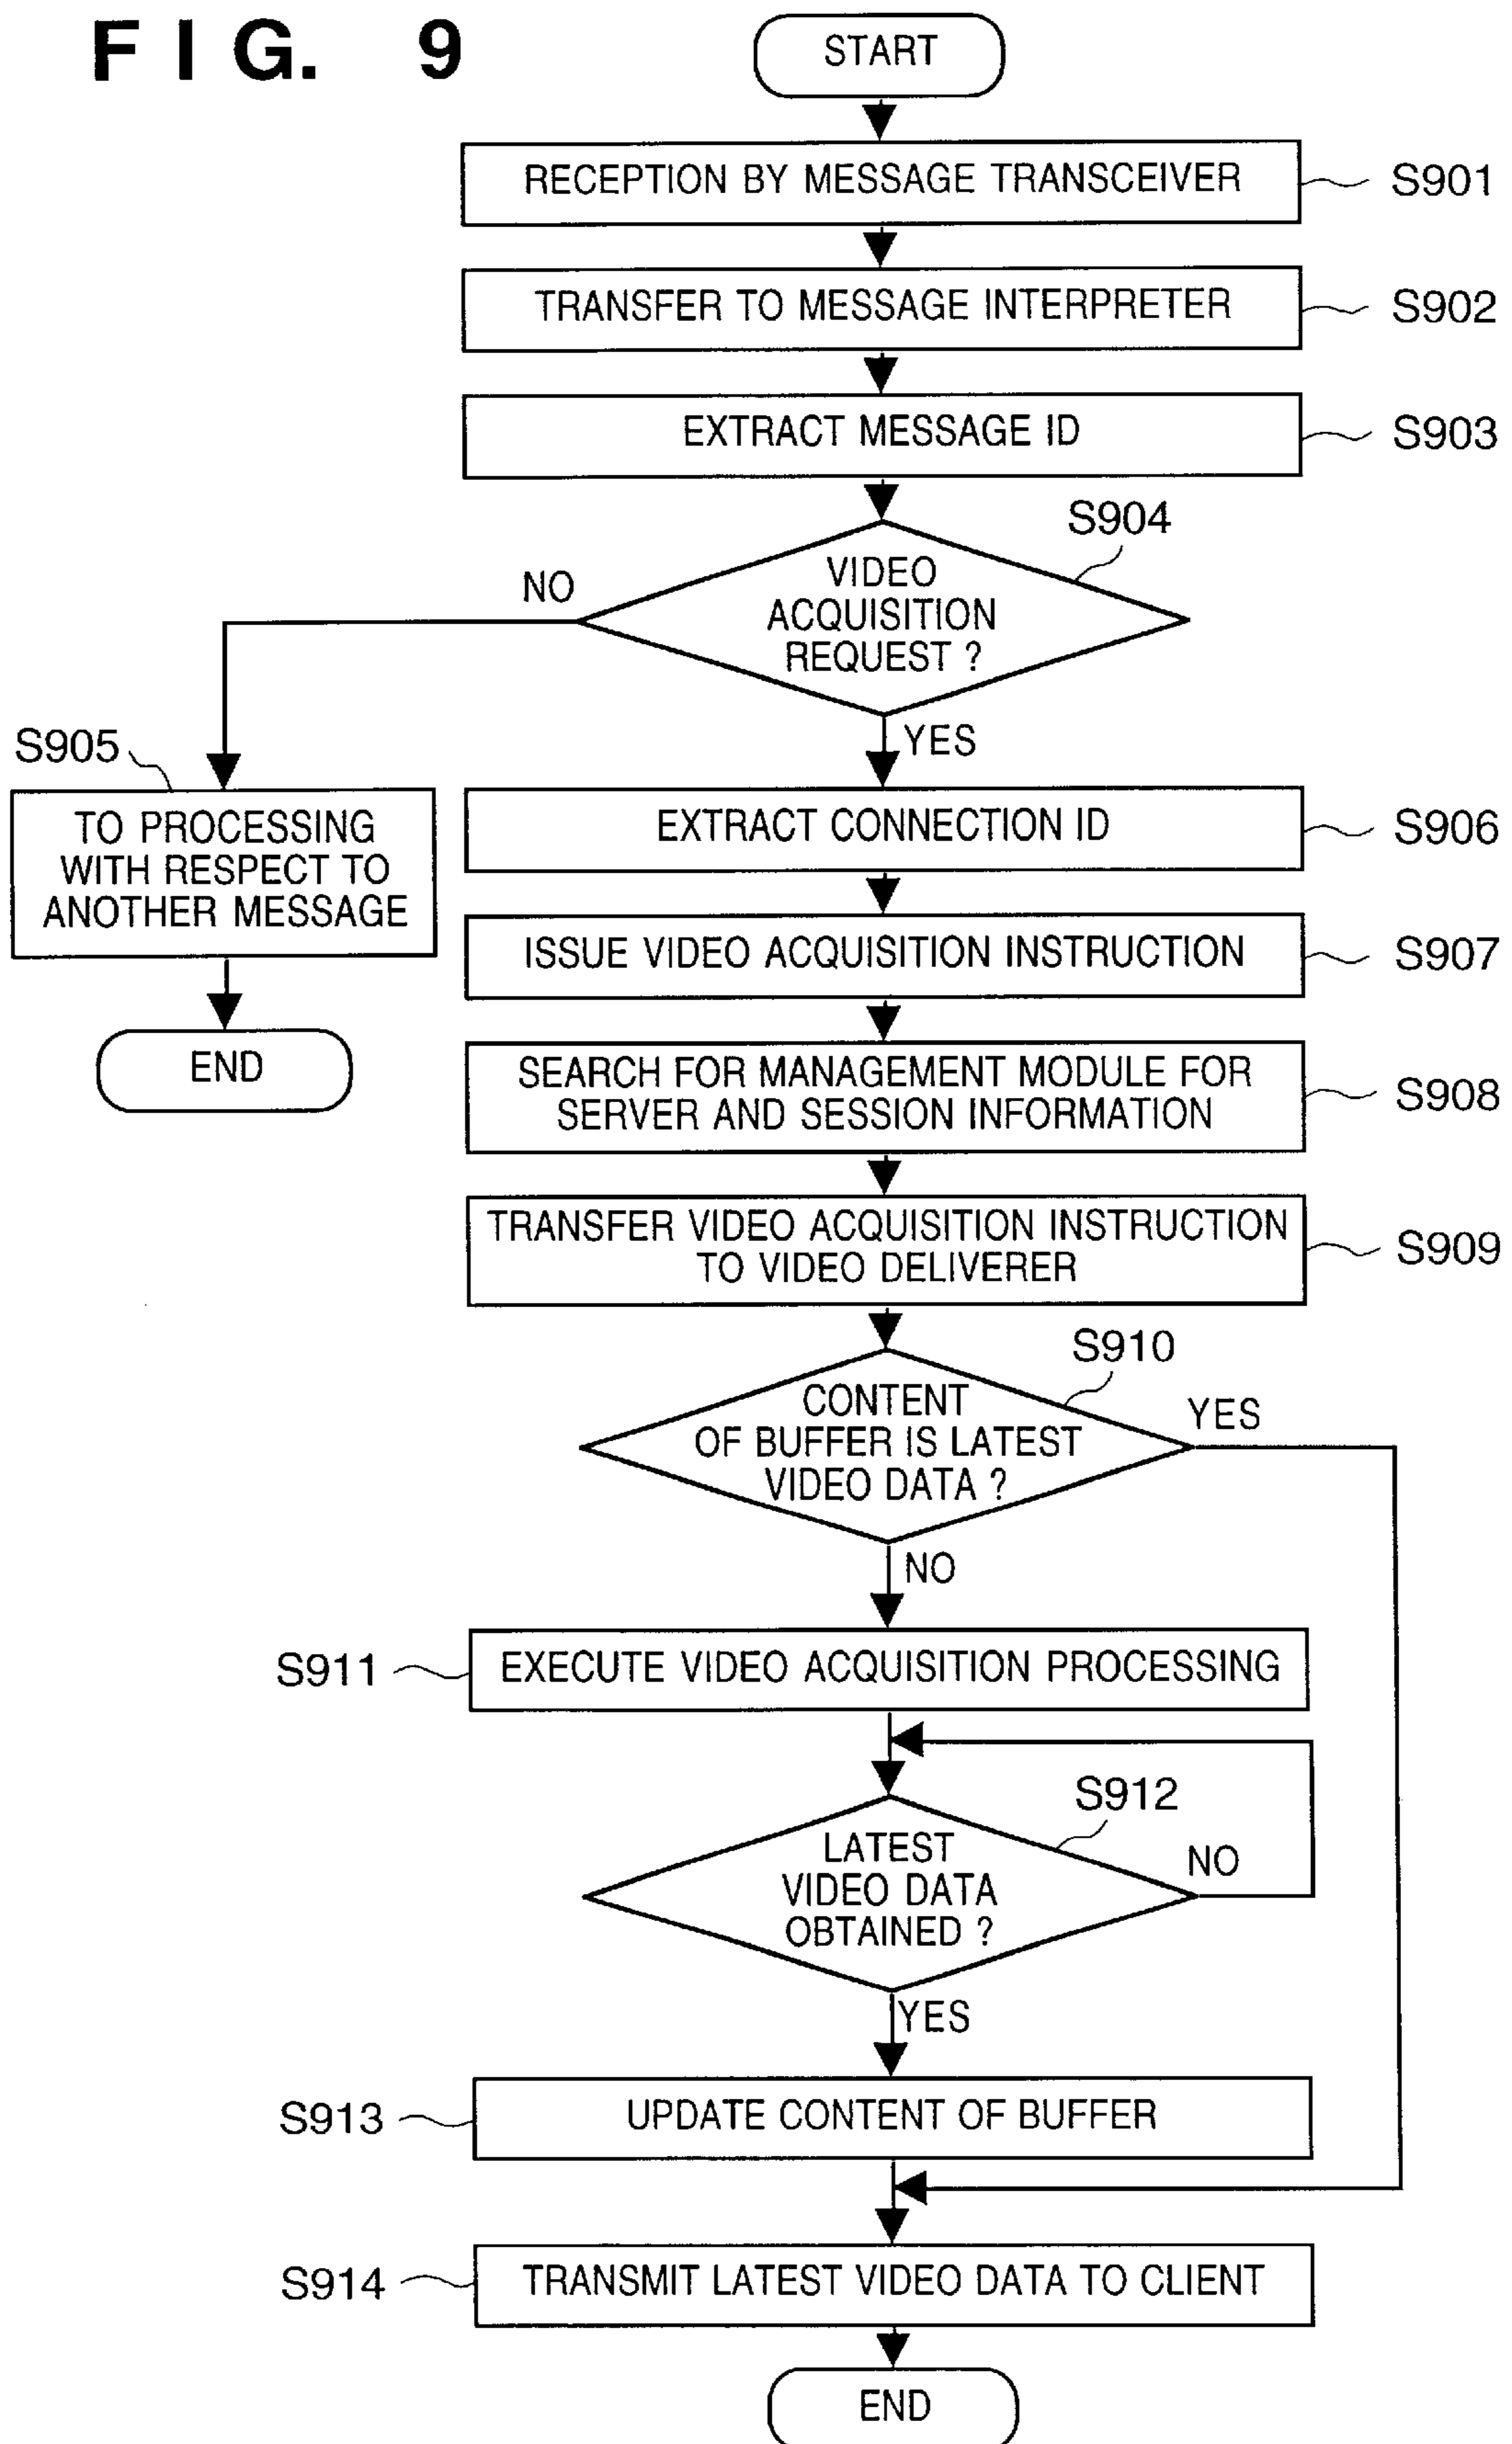 FIG. 9
START
RECEPTION BY MESSAGE TRANSCEIVER
S901
TRANSFER TO MESSAGE INTERPRETER
S902
EXTRACT MESSAGE ID
S903
S904
VIDEO
ACQUISITION
REQUEST ?
NO
YES
S905
TO PROCESSING
WITH RESPECT TO
ANOTHER MESSAGE
END
EXTRACT CONNECTION ID
S906
ISSUE VIDEO ACQUISITION INSTRUCTION
S907
SEARCH FOR MANAGEMENT MODULE FOR
SERVER AND SESSION INFORMATION
S908
TRANSFER VIDEO ACQUISITION INSTRUCTION
TO VIDEO DELIVERER
S909
S910
CONTENT
OF BUFFER IS LATEST
VIDEO DATA ?
YES
NO
S911
EXECUTE VIDEO ACQUISITION PROCESSING
S912
LATEST
VIDEO DATA
OBTAINED ?
NO
YES
S913
UPDATE CONTENT OF BUFFER
S914
TRANSMIT LATEST VIDEO DATA TO CLIENT
END